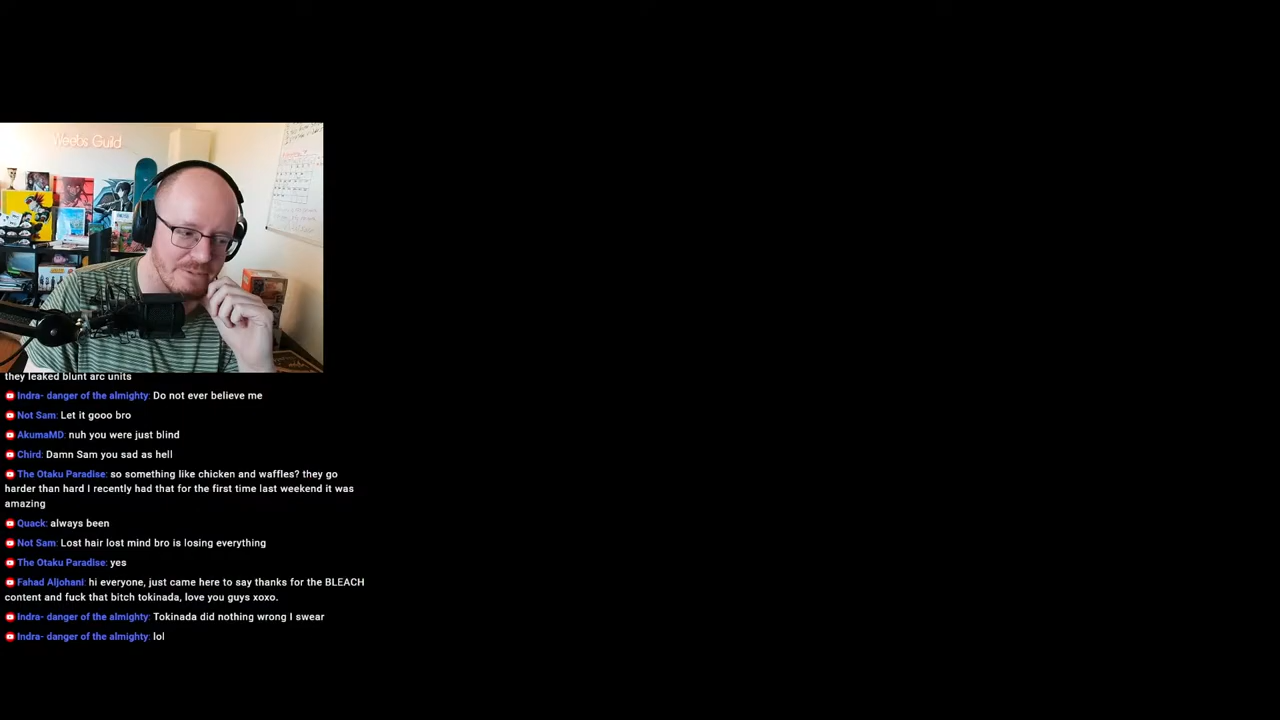 Weebs Guild
they leaked blunt arc units
Indra- danger of the almighty: Do not ever believe me
Not Sam: Let it gooo bro
AkumaMD: nuh you were just blind
Chird: Damn Sam you sad as hell
The Otaku Paradise: so something like chicken and waffles? they go
harder than hard I recently had that for the first time last weekend it was
amazing
Quack: always been
Not Sam: Lost hair lost mind bro is losing everything
The Otaku Paradise: yes
Fahad Aljohani: hi everyone, just came here to say thanks for the BLEACH
content and fuck that bitch tokinada, love you guys xoxo.
Indra- danger of the almighty: Tokinada did nothing wrong I swear
Indra- danger of the almighty: lol